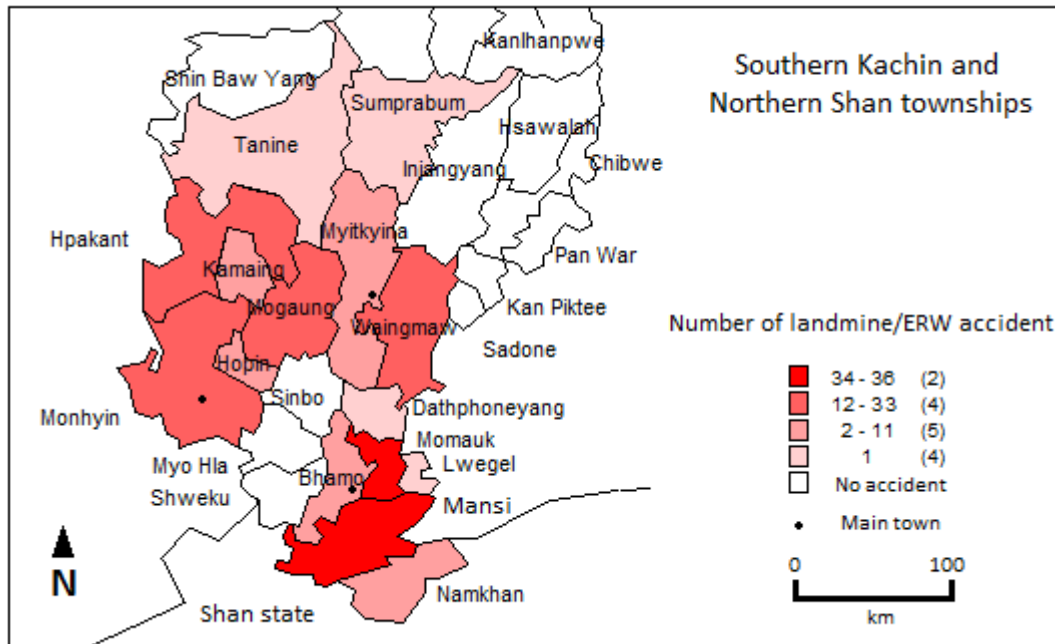 Kanlhanpwe
Shin Baw Yang
Sumprabum
Southern Kachin and
Northern Shan townships
Hsawalah
Tanine
Injangyang
Chibwe
Myitkyina
Hpakant
Pan War
Kamaing
Mogaung
Kan Piktee
Waingmaw
Sadone
Hopin
Sinbo
Monhyin
Dathphoneyang
Momauk
Myo Hla
Lwegel
Bhamo
Shweku
Mansi
Namkhan
Shan state
N
Number of landmine/ERW accident
34 - 36 (2)
12 - 33 (4)
2 - 11 (5)
1 (4)
No accident
Main town
0 100
km